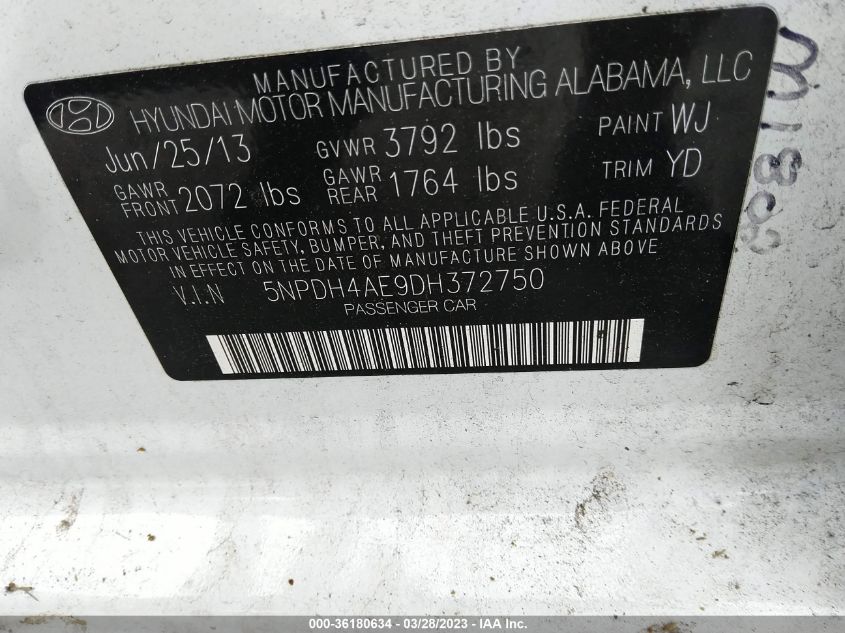 MANUFACTURED BY
HYUNDAI MOTOR MANUFACTURING ALABAMA, LLC
Jun/25/13 GVWR 3792 lbs PAINT WJ
GAWR FRONT 2072 lbs GAWR REAR 1764 lbs TRIM YD
THIS VEHICLE CONFORMS TO ALL APPLICABLE U.S.A. FEDERAL
MOTOR VEHICLE SAFETY, BUMPER, AND THEFT PREVENTION STANDARDS
IN EFFECT ON THE DATE OF MANUFACTURE SHOWN ABOVE
V.I.N 5NPDH4AE9DH372750
PASSENGER CAR
000-36180634 - 03/28/2023 - IAA Inc.